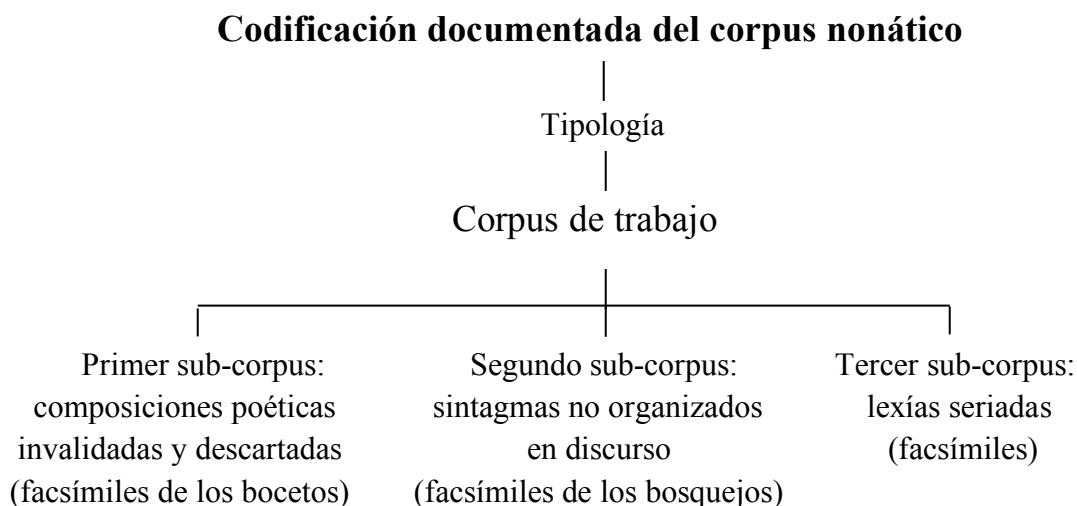 Codificación documentada del corpus nonático
Tipología
Corpus de trabajo
Primer sub-corpus:
composiciones poéticas
invalidadas y descartadas
(facsímiles de los bocetos)
Segundo sub-corpus:
sintagmas no organizados
en discurso
(facsímiles de los bosquejos)
Tercer sub-corpus:
lexías seriadas
(facsímiles)